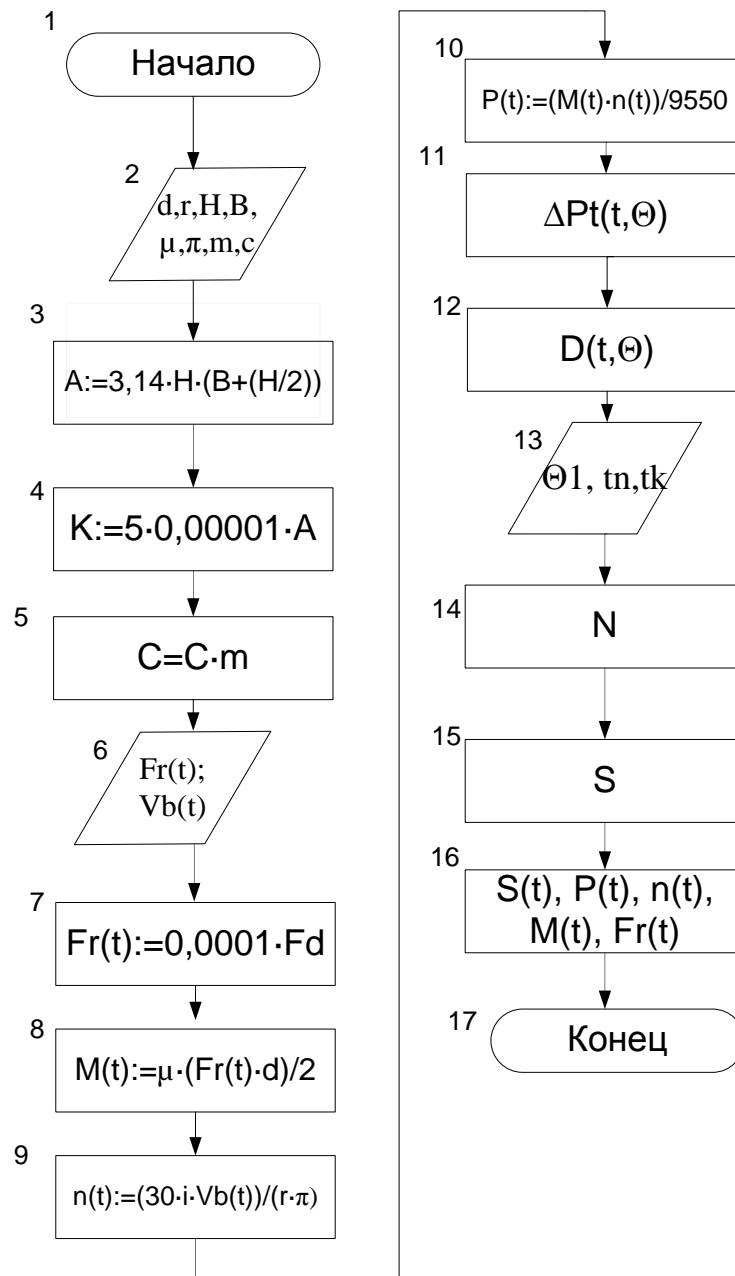 1
Начало
2
d,r,H,B,
μ,π,m,c
3
A:=3,14·H·(B+(H/2))
4
K:=5·0,00001·A
5
C=C·m
6
Fr(t);
Vb(t)
7
Fr(t):=0,0001·Fd
8
M(t):=μ·(Fr(t)·d)/2
9
n(t):=(30·i·Vb(t))/(r·π)
10
P(t):=(M(t)·n(t))/9550
11
ΔPt(t,Θ)
12
D(t,Θ)
13
Θ1, tn,tk
14
N
15
S
16
S(t), P(t), n(t),
M(t), Fr(t)
17
Конец